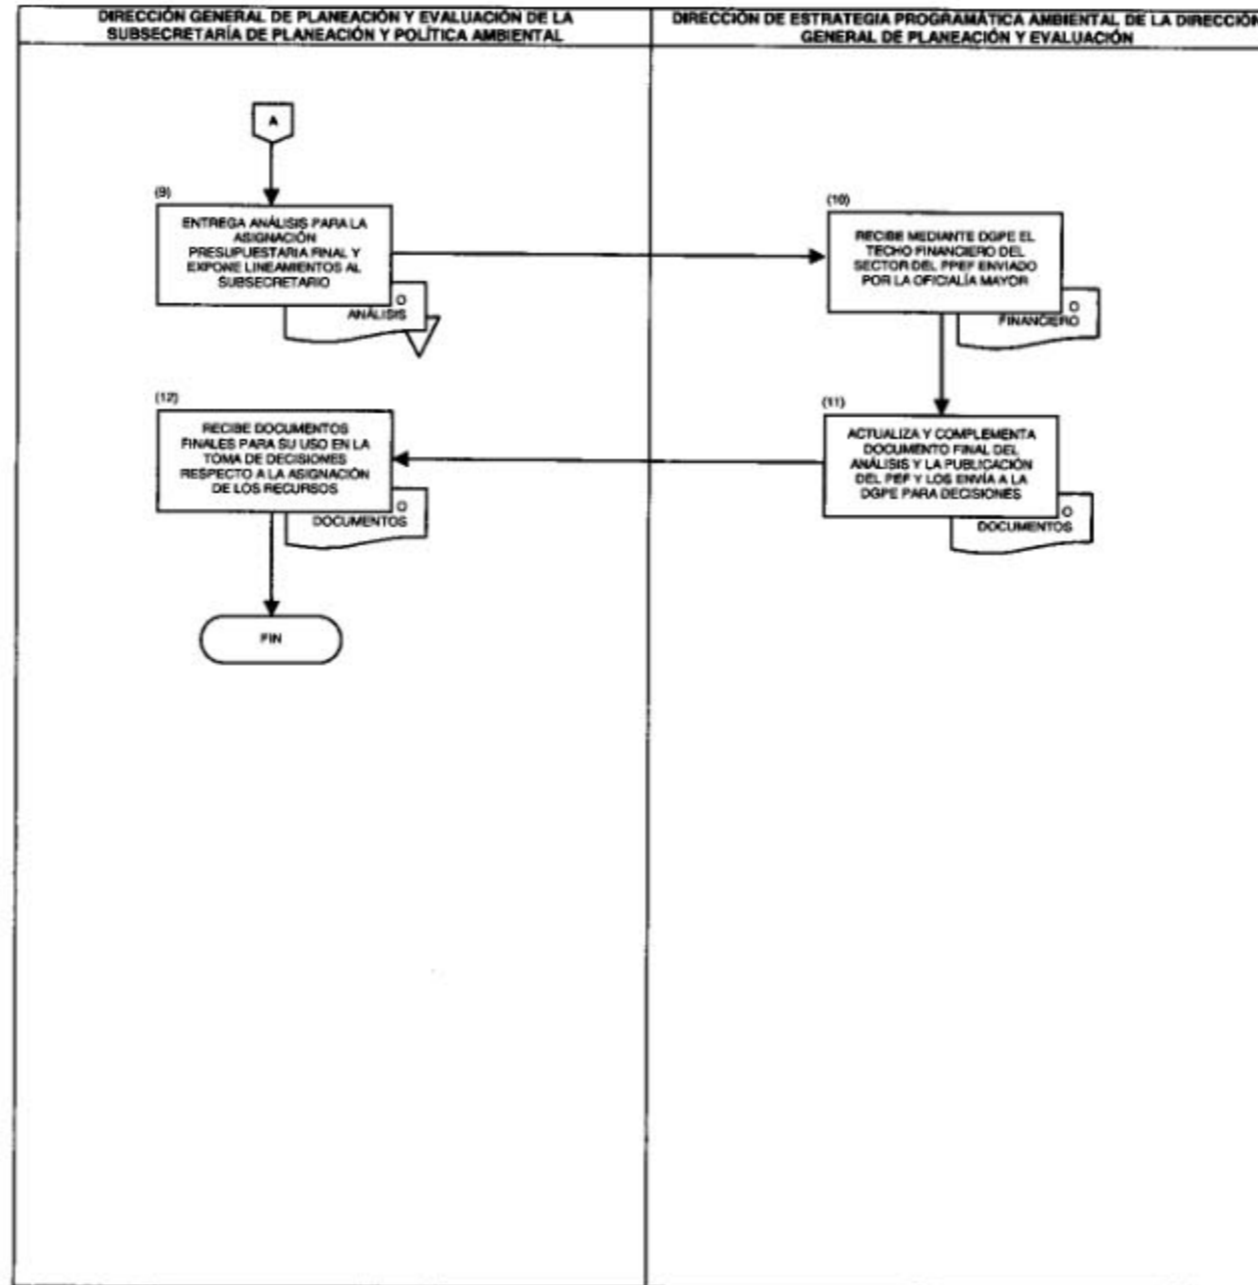 DIRECCIÓN GENERAL DE PLANEACIÓN Y EVALUACIÓN DE LA
SUBSECRETARÍA DE PLANEACIÓN Y POLÍTICA AMBIENTAL
DIRECCIÓN DE ESTRATEGIA PROGRAMÁTICA AMBIENTAL DE LA DIRECCIÓN
GENERAL DE PLANEACIÓN Y EVALUACIÓN
A
(9)
ENTREGA ANÁLISIS PARA LA
ASIGNACIÓN
PRESUPUESTARIA FINAL Y
EXPONE LINEAMIENTOS AL
SUBSECRETARIO
O
ANÁLISIS
(10)
RECIBE MEDIANTE DGPE EL
TECHO FINANCIERO DEL
SECTOR DEL PPEF ENVIADO
POR LA OFICIALÍA MAYOR
O
FINANCIERO
(11)
ACTUALIZA Y COMPLEMENTA
DOCUMENTO FINAL DEL
ANÁLISIS Y LA PUBLICACIÓN
DEL PEF Y LOS ENVÍA A LA
DGPE PARA DECISIONES
O
DOCUMENTOS
(12)
RECIBE DOCUMENTOS
FINALES PARA SU USO EN LA
TOMA DE DECISIONES
RESPECTO A LA ASIGNACIÓN
DE LOS RECURSOS
O
DOCUMENTOS
FIN